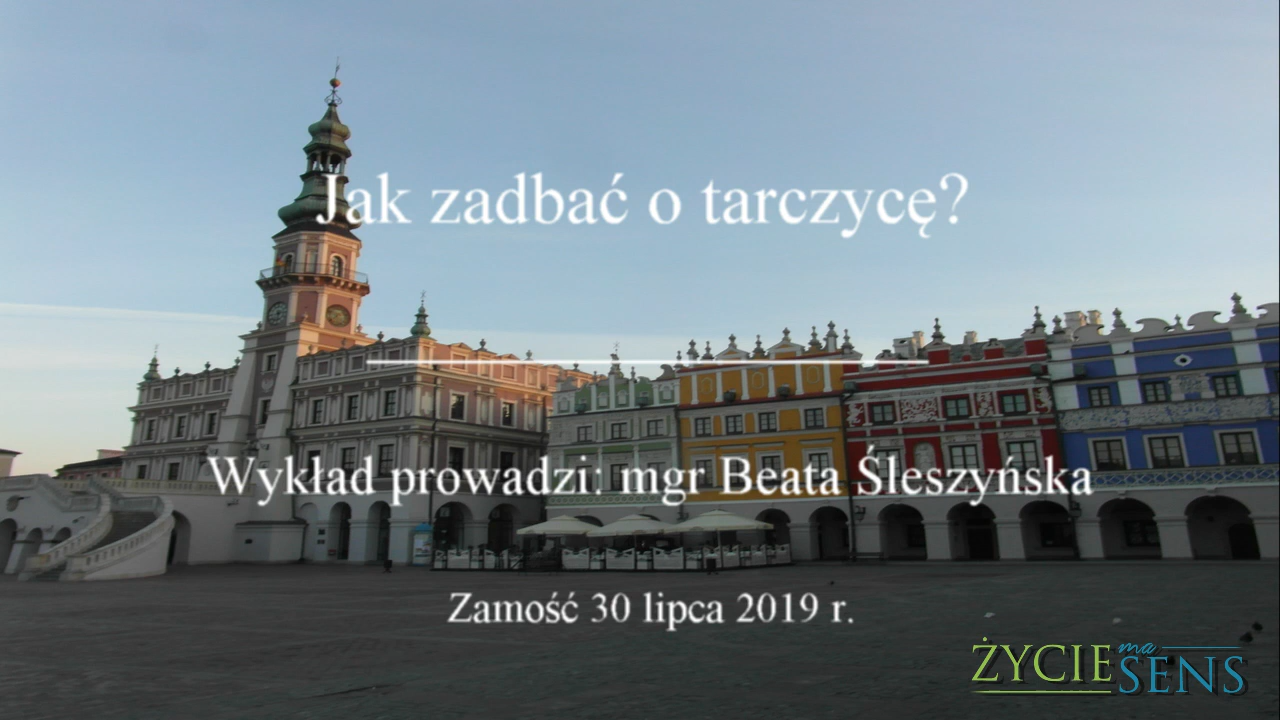 Jak zadbać o tarczycę?
Wykład prowadzi: mgr Beata Śleszyńska
Zamość 30 lipca 2019 r.
ŻYCIE ma SENS